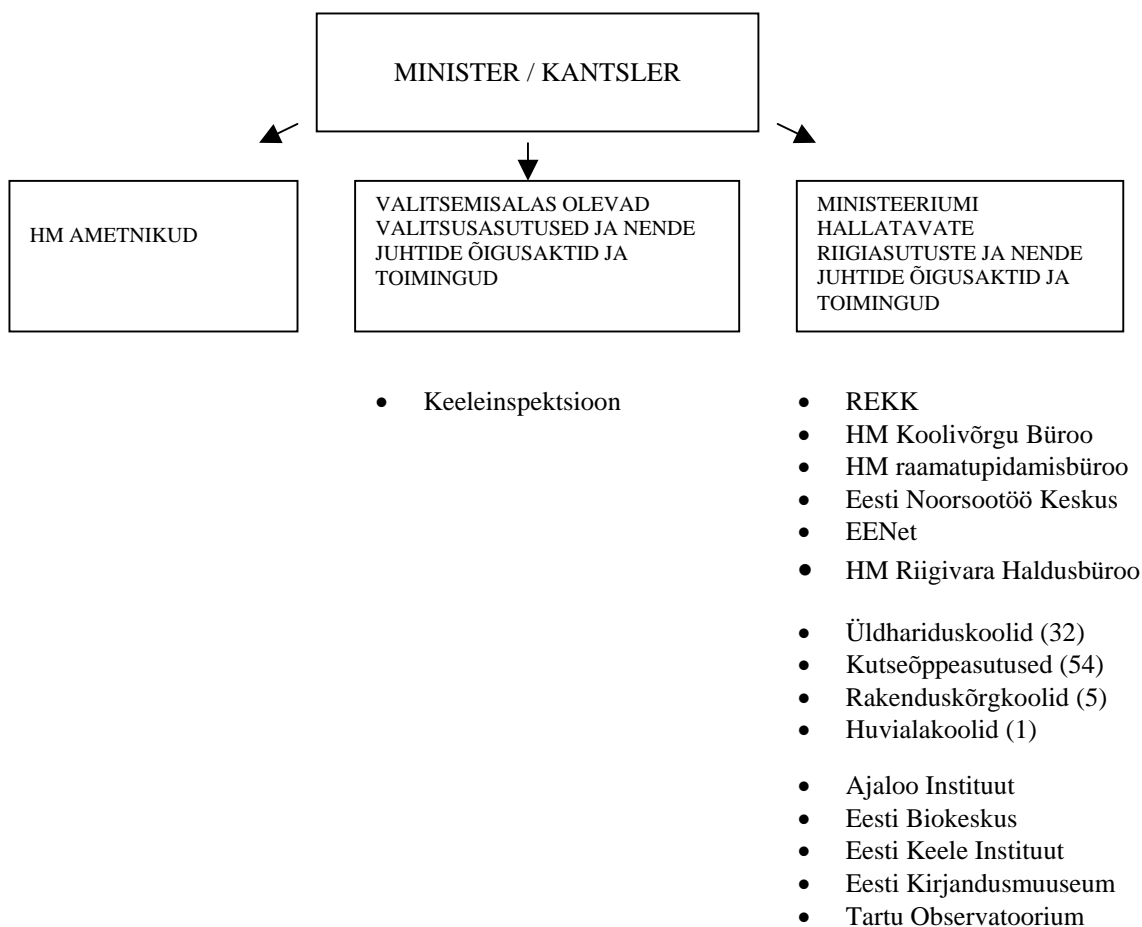 MINISTER / KANTSLER
HM AMETNIKUD
VALITSEMISALAS OLEVAD
VALITSUSASUTUSED JA NENDE
JUHTIDE ÕIGUSAKTID JA
TOIMINGUD
MINISTEERIUMI
HALLATAVATE
RIIGIASUTUSTE JA NENDE
JUHTIDE ÕIGUSAKTID JA
TOIMINGUD
• Keeleinspektsioon
• REKK
• HM Koolivõrgu Büroo
• HM raamatupidamisbüroo
• Eesti Noorsootöö Keskus
• EENet
• HM Riigivara Haldusbüroo
• Üldhariduskoolid (32)
• Kutseõppeasutused (54)
• Rakenduskõrgkoolid (5)
• Huvialakoolid (1)
• Ajaloo Instituut
• Eesti Biokeskus
• Eesti Keele Instituut
• Eesti Kirjandusmuuseum
• Tartu Observatoorium